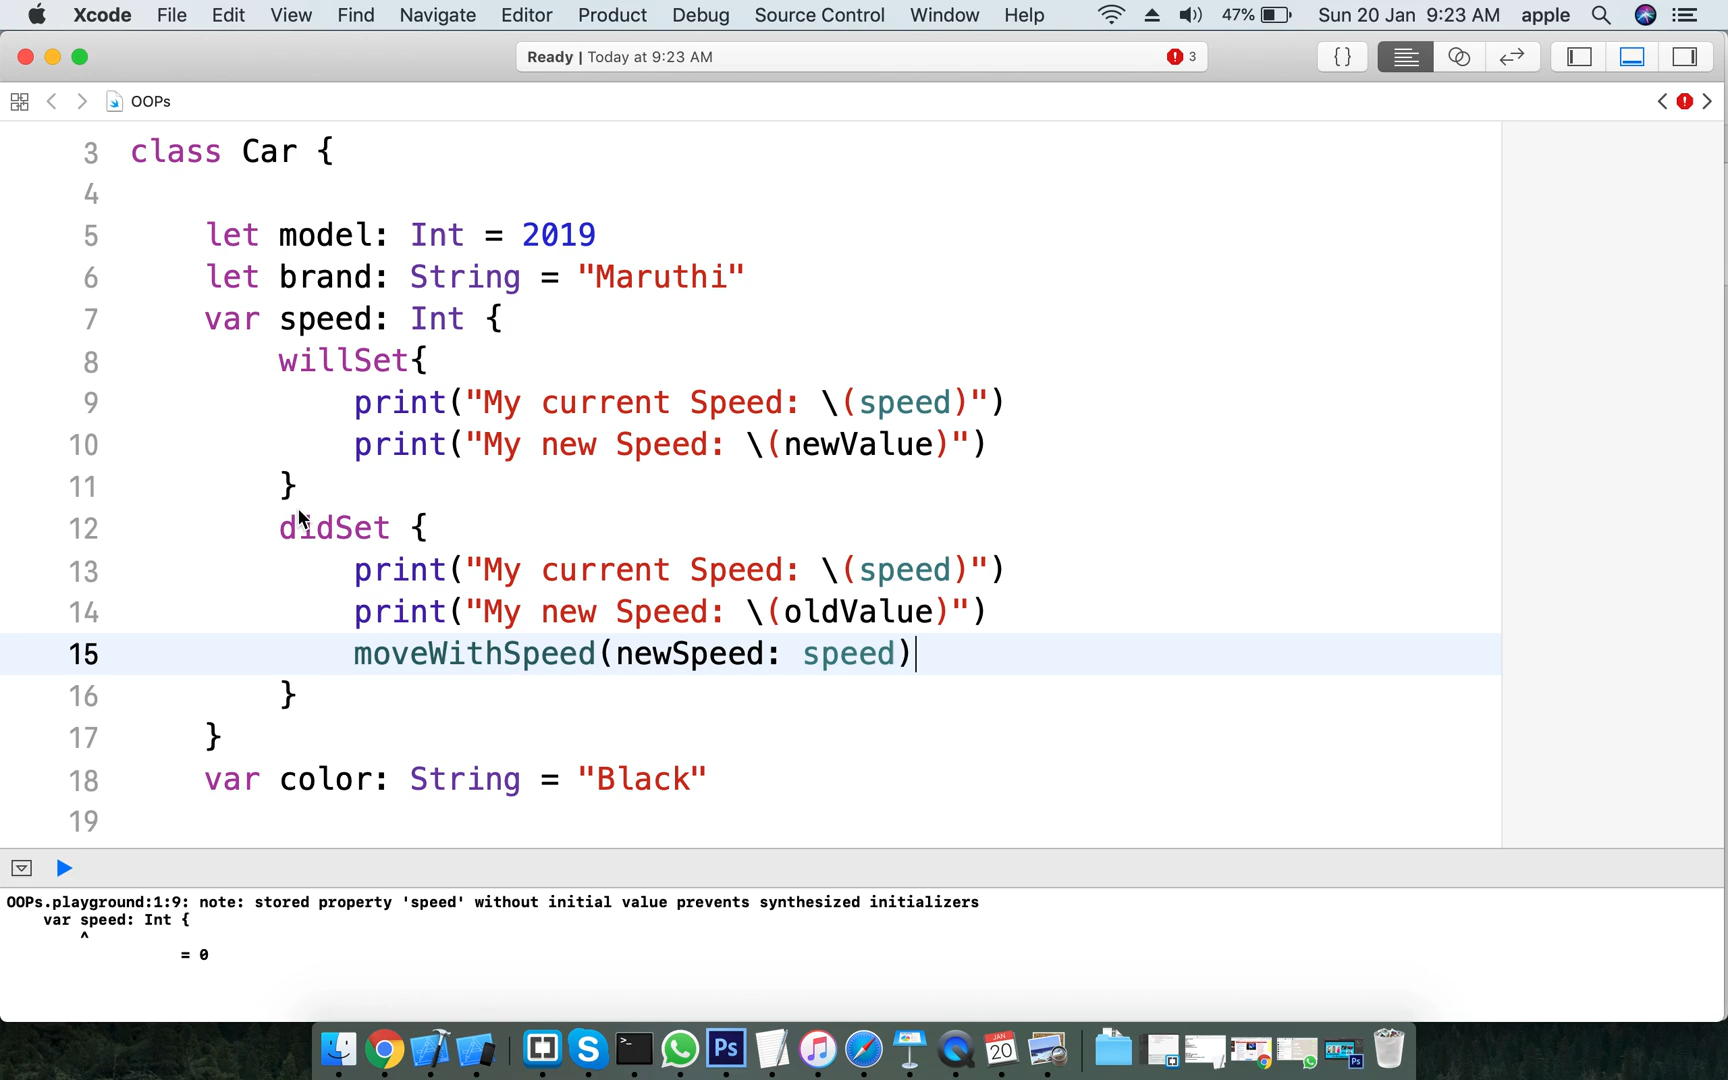 Xcode File Edit View Find Navigate Editor Product Debug Source Control Window Help 47% Sun 20 Jan 9:23 AM apple
Ready | Today at 9:23 AM 3
OOPs
3 class Car {
4
5 let model: Int = 2019
6 let brand: String = "Maruthi"
7 var speed: Int {
8 willSet{
9 print("My current Speed: \(speed)")
10 print("My new Speed: \(newValue)")
11 }
12 didSet {
13 print("My current Speed: \(speed)")
14 print("My new Speed: \(oldValue)")
15 moveWithSpeed(newSpeed: speed)
16 }
17 }
18 var color: String = "Black"
19
OOPs.playground:1:9: note: stored property 'speed' without initial value prevents synthesized initializers
var speed: Int {
^
= 0
Ps
JAN
20